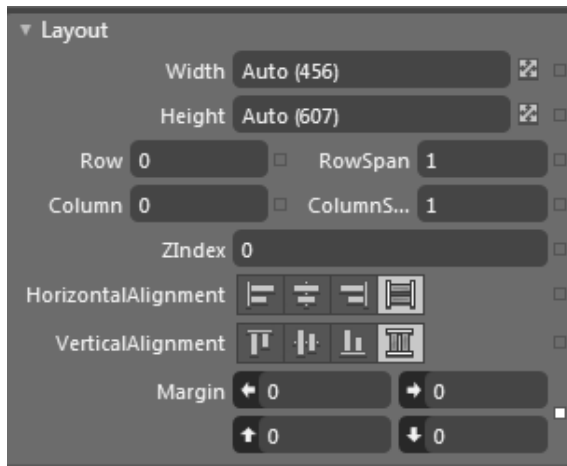 Layout
Width Auto (456)
Height Auto (607)
Row 0 RowSpan 1
Column 0 ColumnS... 1
ZIndex 0
HorizontalAlignment
VerticalAlignment
Margin 0 0
0 0